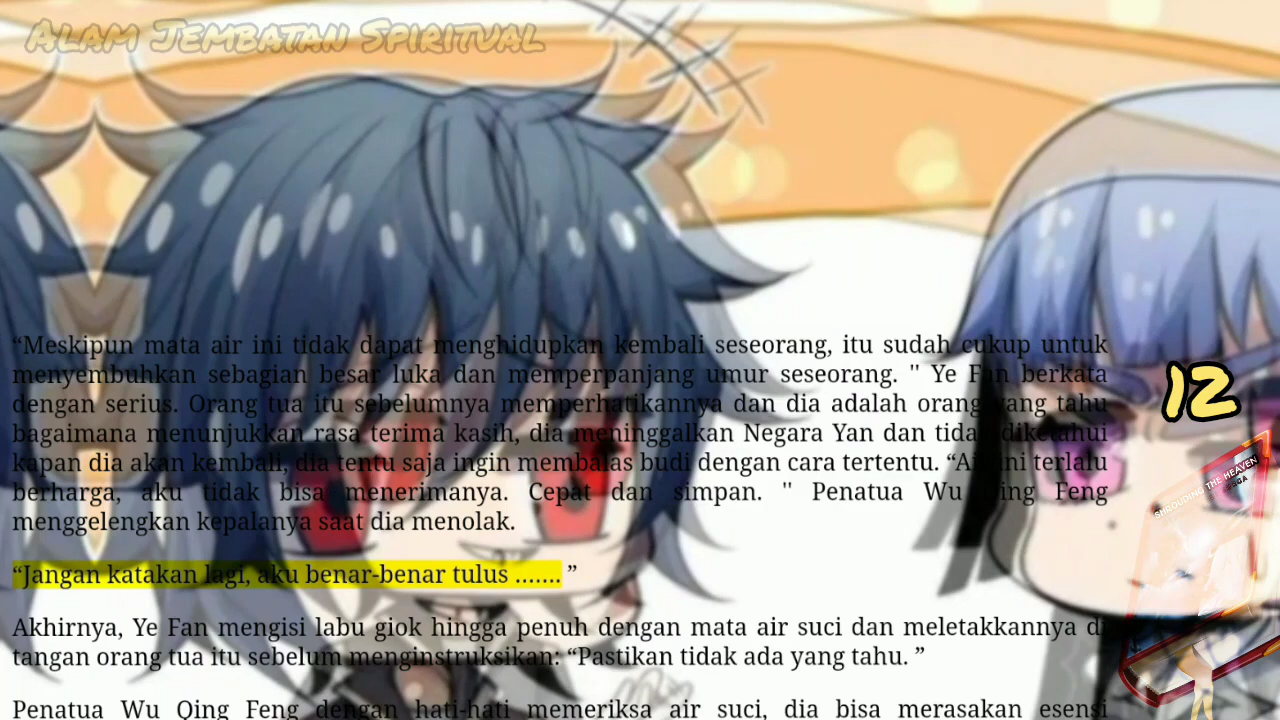 Alam Jembatan Spiritual
“Meskipun mata air ini tidak dapat menghidupkan kembali seseorang, itu sudah cukup untuk
menyembuhkan sebagian besar luka dan memperpanjang umur seseorang. '' Ye Fan berkata
dengan serius. Orang tua itu sebelumnya memperhatikannya dan dia adalah orang yang tahu
bagaimana menunjukkan rasa terima kasih, dia meninggalkan Negara Yan dan tidak diketahui
kapan dia akan kembali, dia tentu saja ingin membalas budi dengan cara tertentu. “Air ini terlalu
berharga, aku tidak bisa menerimanya. Cepat dan simpan. '' Penatua Wu Qing Feng
menggelengkan kepalanya saat dia menolak.
12
SHROUDING THE HEAVEN
“Jangan katakan lagi, aku benar-benar tulus ....... ”
Akhirnya, Ye Fan mengisi labu giok hingga penuh dengan mata air suci dan meletakkannya di
tangan orang tua itu sebelum menginstruksikan: “Pastikan tidak ada yang tahu. ”
Penatua Wu Qing Feng dengan hati-hati memeriksa air suci, dia bisa merasakan esensi